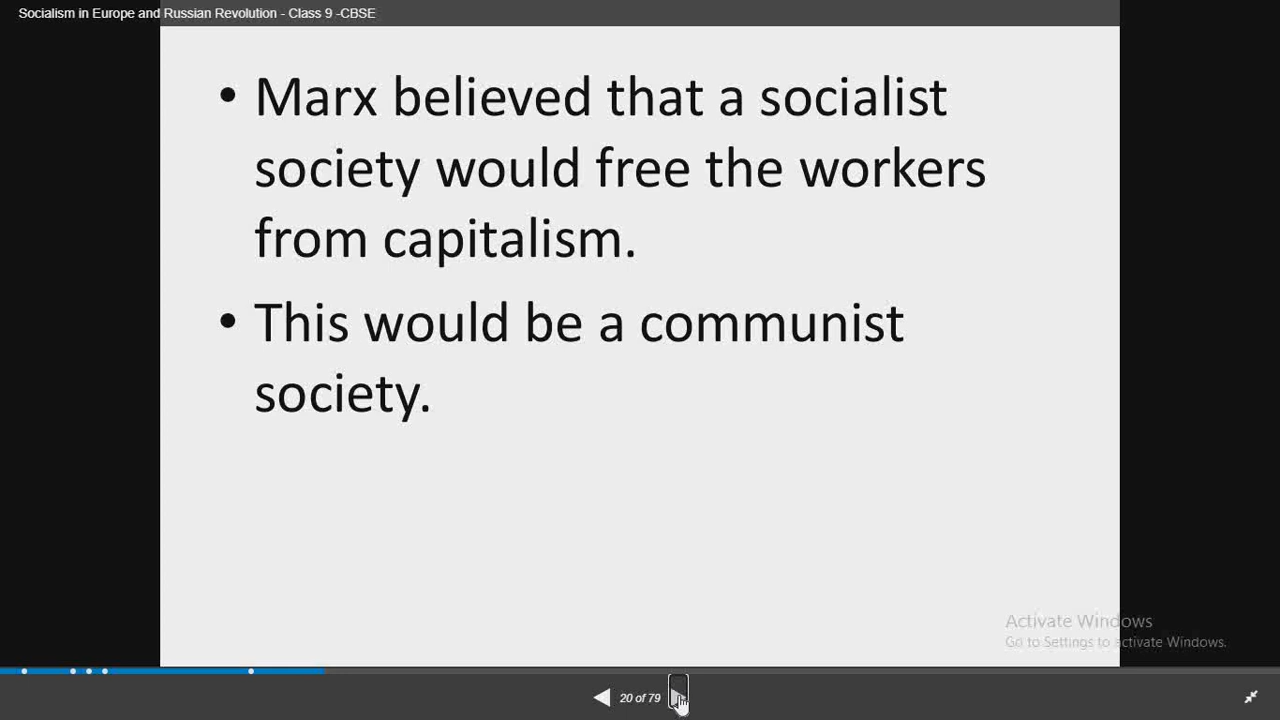 Socialism in Europe and Russian Revolution - Class 9 -CBSE
• Marx believed that a socialist
society would free the workers
from capitalism.
• This would be a communist
society.
Activate Windows
Go to Settings to activate Windows.
20 of 79